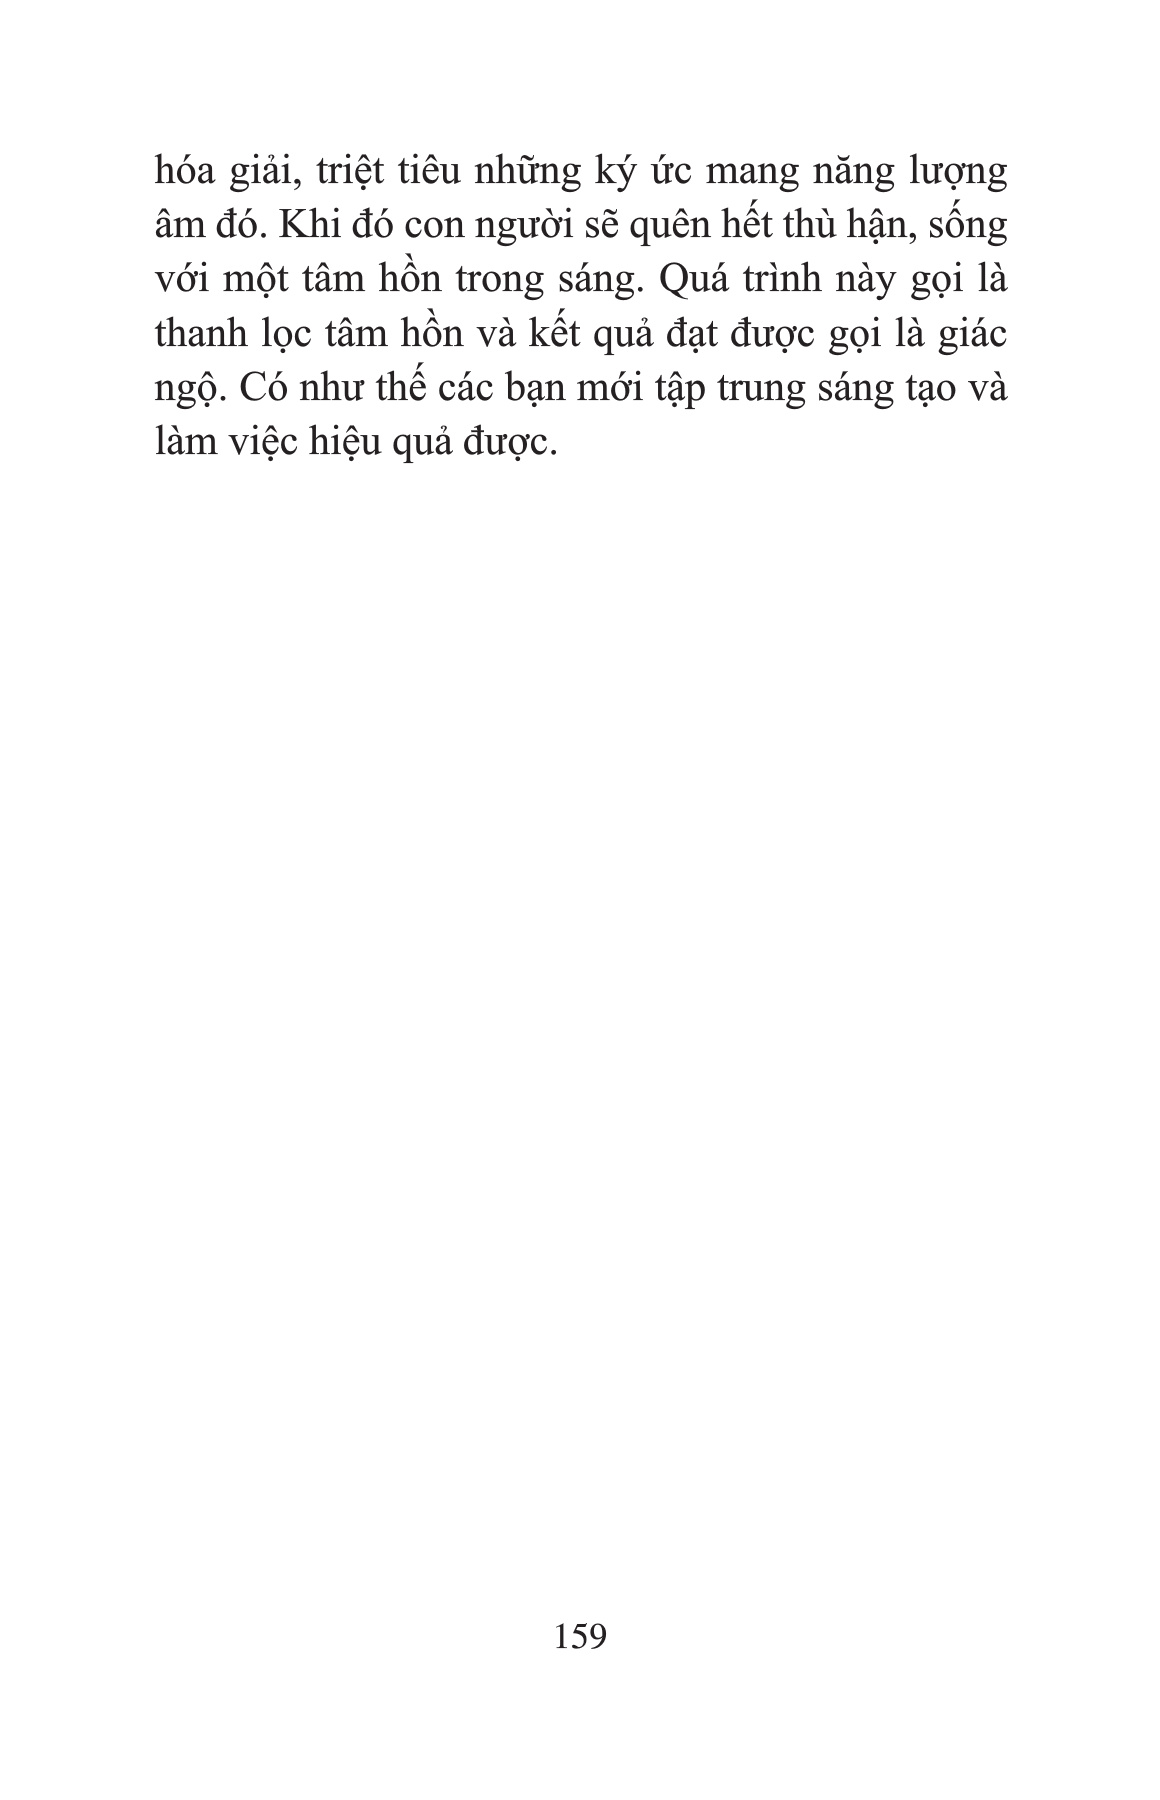 hóa giải, triệt tiêu những ký ức mang năng lượng
âm đó. Khi đó con người sẽ quên hết thù hận, sống
với một tâm hồn trong sáng. Quá trình này gọi là
thanh lọc tâm hồn và kết quả đạt được gọi là giác
ngộ. Có như thế các bạn mới tập trung sáng tạo và
làm việc hiệu quả được.
159